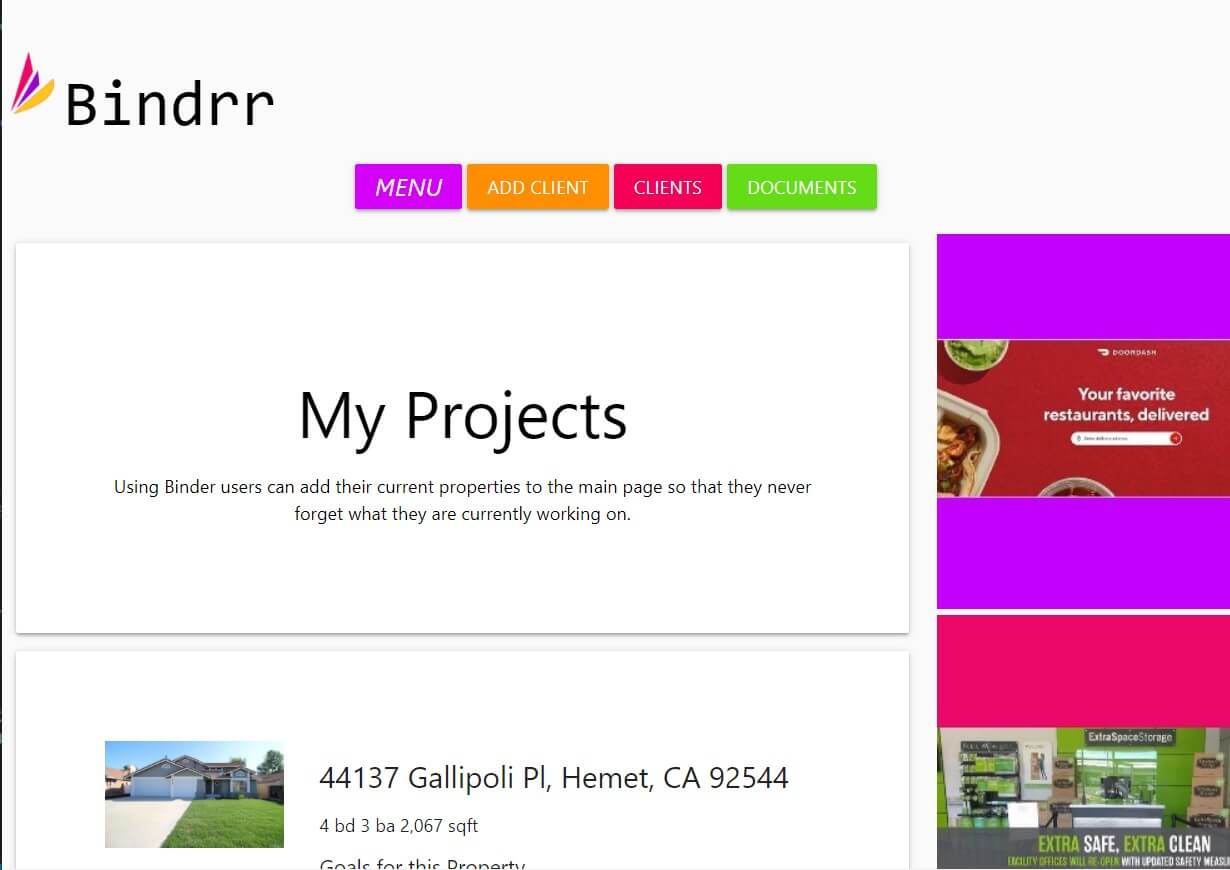 Bindrr
MENU
ADD CLIENT
CLIENTS
DOCUMENTS
My Projects
Using Binder users can add their current properties to the main page so that they never
forget what they are currently working on.
44137 Gallipoli Pl, Hemet, CA 92544
4 bd 3 ba 2,067 sqft
Goals for this Property
DOORDASH
Your favorite
restaurants, delivered
ExtraSpaceStorage
EXTRA SAFE, EXTRA CLEAN
FACILITY OFFICES WILL RE-OPEN WITH UPDATED SAFETY